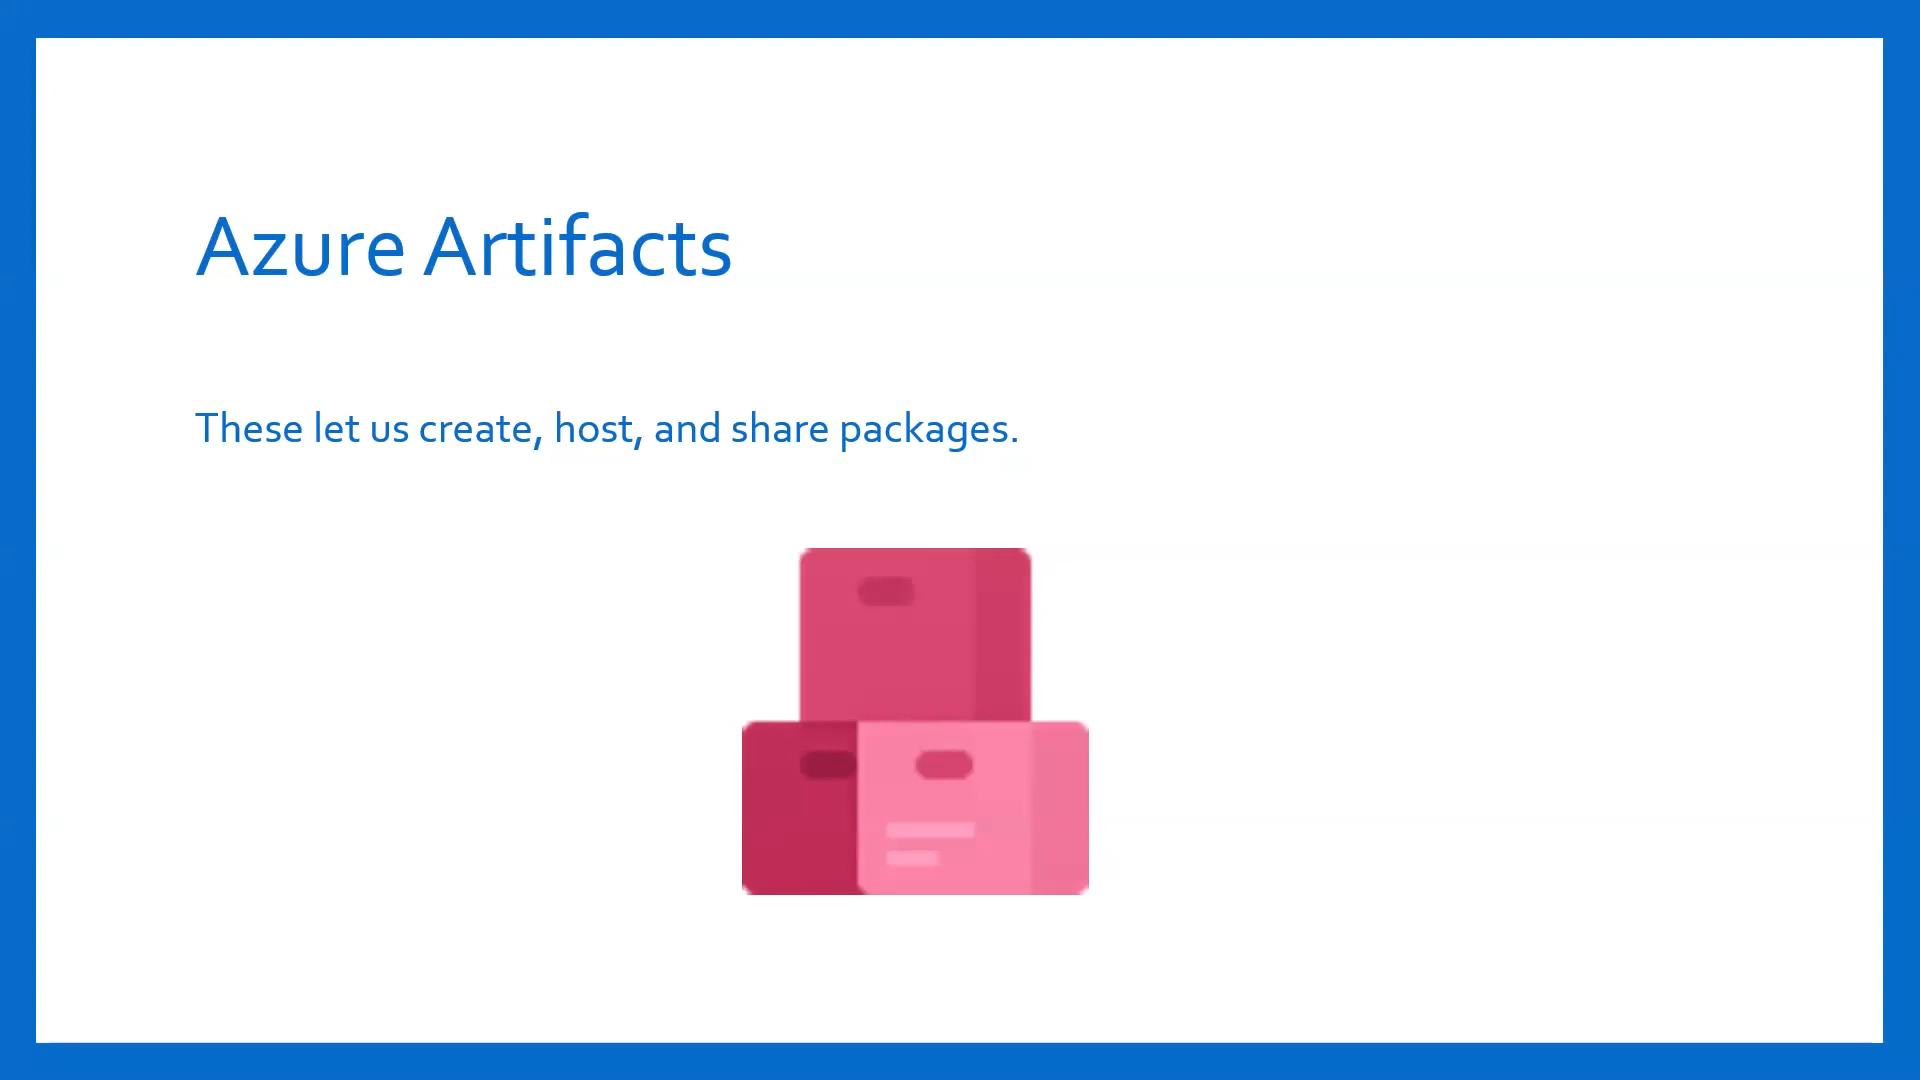 Azure Artifacts
These let us create, host, and share packages.